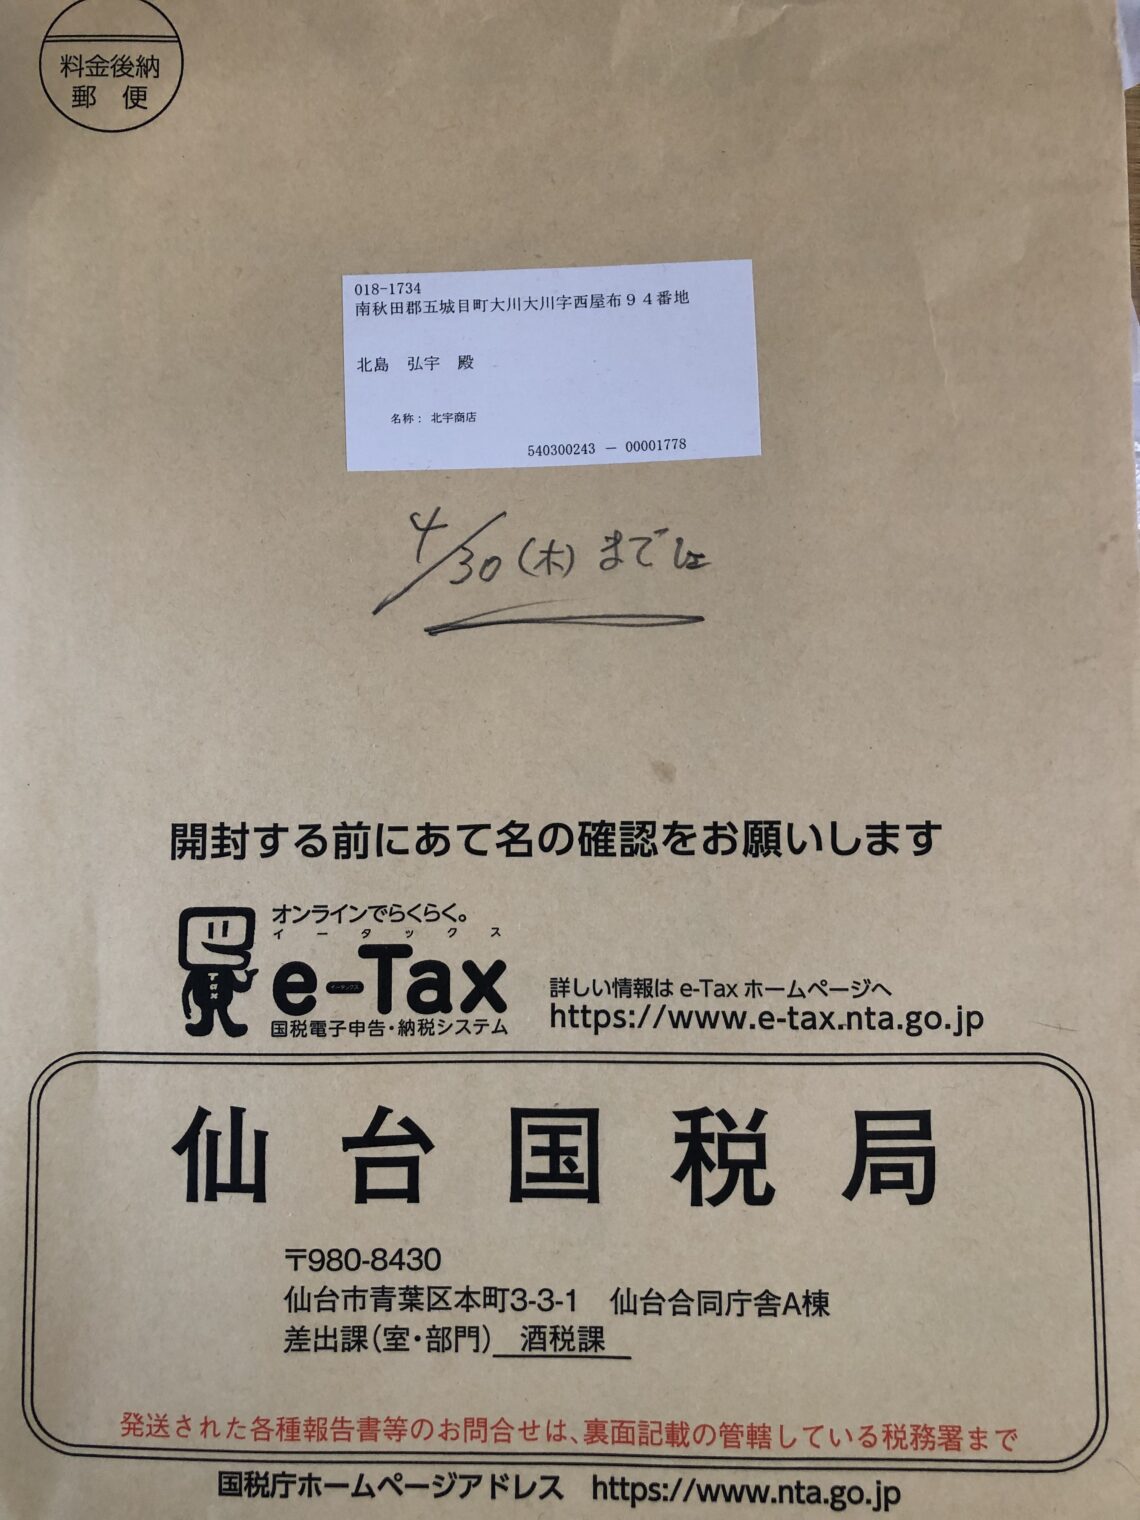 料金後納
郵便
018-1734
南秋田郡五城目町大川大川字西屋布94番地
北島 弘宇 殿
名称: 北宇商店
540300243 － 00001778
4/30(木)までに
開封する前にあて名の確認をお願いします
オンラインでらくらく。
イータックス
e-Tax
国税電子申告・納税システム
TAX
詳しい情報は e-Tax ホームページへ
https://www.e-tax.nta.go.jp
仙台国税局
〒980-8430
仙台市青葉区本町3-3-1 仙台合同庁舎A棟
差出課(室・部門) 酒税課
発送された各種報告書等のお問合せは、裏面記載の管轄している税務署まで
国税庁ホームページアドレス https://www.nta.go.jp